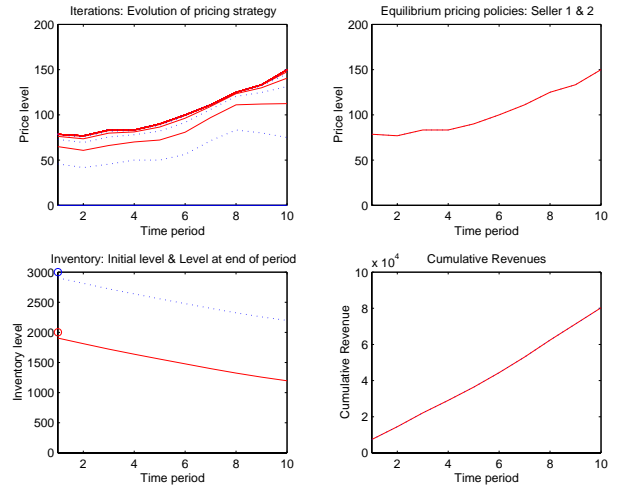 Iterations: Evolution of pricing strategy
200
150
100
50
0
Price level
2 4 6 8 10
Time period
Equilibrium pricing policies: Seller 1 & 2
200
150
100
50
0
Price level
2 4 6 8 10
Time period
Inventory: Initial level & Level at end of period
3000
2500
2000
1500
1000
500
0
Inventory level
2 4 6 8 10
Time period
Cumulative Revenues
x 10^4
10
8
6
4
2
0
Cumulative Revenue
2 4 6 8 10
Time period